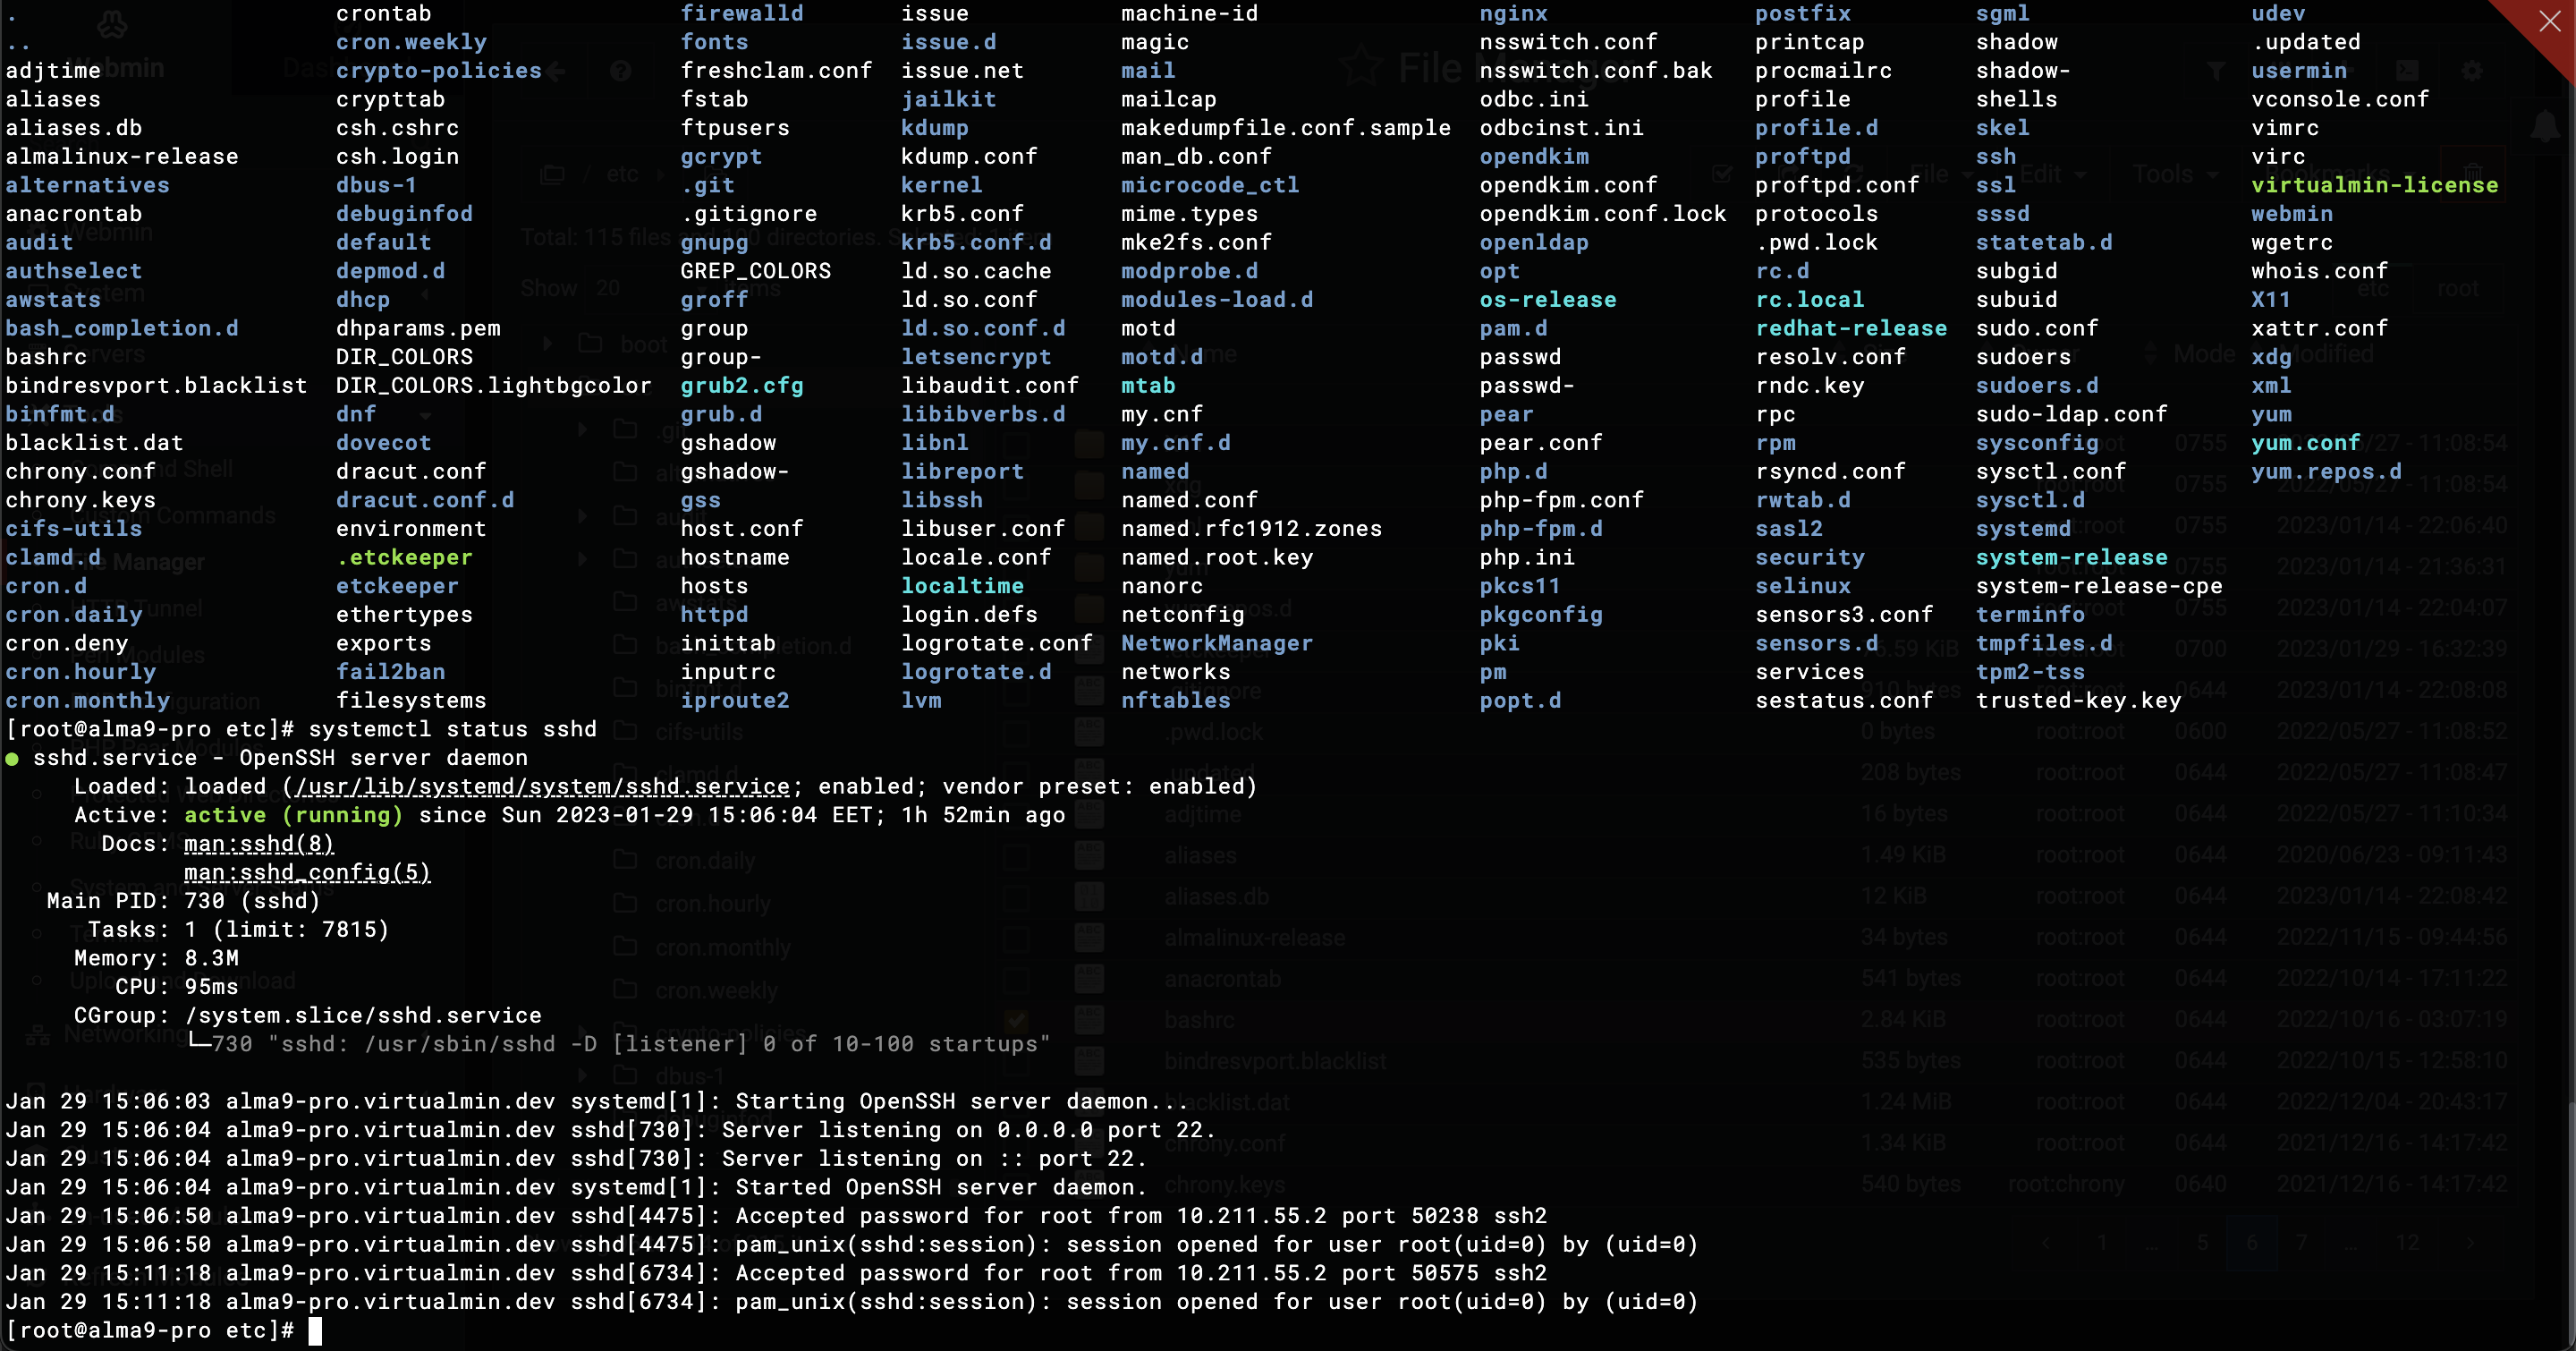 .                      crontab                 firewalld       issue           machine-id               nginx              postfix         sgml                udev
..                     cron.weekly             fonts           issue.d         magic                    nsswitch.conf      printcap        shadow              .updated
adjtime                crypto-policies         freshclam.conf  issue.net       mail                     nsswitch.conf.bak  procmailrc      shadow-             usermin
aliases                crypttab                fstab           jailkit         mailcap                  odbc.ini           profile         shells              vconsole.conf
aliases.db             csh.cshrc               ftpusers        kdump           makedumpfile.conf.sample odbcinst.ini       profile.d       skel                vimrc
almalinux-release      csh.login               gcrypt          kdump.conf      man_db.conf              opendkim           proftpd         ssh                 virc
alternatives           dbus-1                  .git            kernel          microcode_ctl            opendkim.conf      proftpd.conf    ssl                 virtualmin-license
anacrontab             debuginfod              .gitignore      krb5.conf       mime.types               opendkim.conf.lock protocols       sssd                webmin
audit                  default                 gnupg           krb5.conf.d     mke2fs.conf              openldap           .pwd.lock       statetab.d          wgetrc
authselect             depmod.d                GREP_COLORS     ld.so.cache     modprobe.d               opt                rc.d            subgid              whois.conf
awstats                dhcp                    groff           ld.so.conf      modules-load.d           os-release         rc.local        subuid              X11
bash_completion.d      dhparams.pem            group           ld.so.conf.d    motd                     pam.d              redhat-release  sudo.conf           xattr.conf
bashrc                 DIR_COLORS              group-          letsencrypt     motd.d                   passwd             resolv.conf     sudoers             xdg
bindresvport.blacklist DIR_COLORS.lightbgcolor grub2.cfg       libaudit.conf   mtab                     passwd-            rndc.key        sudoers.d           xml
binfmt.d               dnf                     grub.d          libibverbs.d    my.cnf                   pear               rpc             sudo-ldap.conf      yum
blacklist.dat          dovecot                 gshadow         libnl           my.cnf.d                 pear.conf          rpm             sysconfig           yum.conf
chrony.conf            dracut.conf             gshadow-        libreport       named                    php.d              rsyncd.conf     sysctl.conf         yum.repos.d
chrony.keys            dracut.conf.d           gss             libssh          named.conf               php-fpm.conf       rwtab.d         sysctl.d
cifs-utils             environment             host.conf       libuser.conf    named.rfc1912.zones      php-fpm.d          sasl2           systemd
clamd.d                .etckeeper              hostname        locale.conf     named.root.key           php.ini            security        system-release
cron.d                 etckeeper               hosts           localtime       nanorc                   pkcs11             selinux         system-release-cpe
cron.daily             ethertypes              httpd           login.defs      netconfig                pkgconfig          sensors3.conf   terminfo
cron.deny              exports                 inittab         logrotate.conf  NetworkManager           pki                sensors.d       tmpfiles.d
cron.hourly            fail2ban                inputrc         logrotate.d     networks                 pm                 services        tpm2-tss
cron.monthly           filesystems             iproute2        lvm             nftables                 popt.d             sestatus.conf   trusted-key.key
[root@alma9-pro etc]# systemctl status sshd
● sshd.service - OpenSSH server daemon
     Loaded: loaded (/usr/lib/systemd/system/sshd.service; enabled; vendor preset: enabled)
     Active: active (running) since Sun 2023-01-29 15:06:04 EET; 1h 52min ago
       Docs: man:sshd(8)
             man:sshd_config(5)
   Main PID: 730 (sshd)
      Tasks: 1 (limit: 7815)
     Memory: 8.3M
        CPU: 95ms
     CGroup: /system.slice/sshd.service
             └─730 "sshd: /usr/sbin/sshd -D [listener] 0 of 10-100 startups"
Jan 29 15:06:03 alma9-pro.virtualmin.dev systemd[1]: Starting OpenSSH server daemon...
Jan 29 15:06:04 alma9-pro.virtualmin.dev sshd[730]: Server listening on 0.0.0.0 port 22.
Jan 29 15:06:04 alma9-pro.virtualmin.dev sshd[730]: Server listening on :: port 22.
Jan 29 15:06:04 alma9-pro.virtualmin.dev systemd[1]: Started OpenSSH server daemon.
Jan 29 15:06:50 alma9-pro.virtualmin.dev sshd[4475]: Accepted password for root from 10.211.55.2 port 50238 ssh2
Jan 29 15:06:50 alma9-pro.virtualmin.dev sshd[4475]: pam_unix(sshd:session): session opened for user root(uid=0) by (uid=0)
Jan 29 15:11:18 alma9-pro.virtualmin.dev sshd[6734]: Accepted password for root from 10.211.55.2 port 50575 ssh2
Jan 29 15:11:18 alma9-pro.virtualmin.dev sshd[6734]: pam_unix(sshd:session): session opened for user root(uid=0) by (uid=0)
[root@alma9-pro etc]#